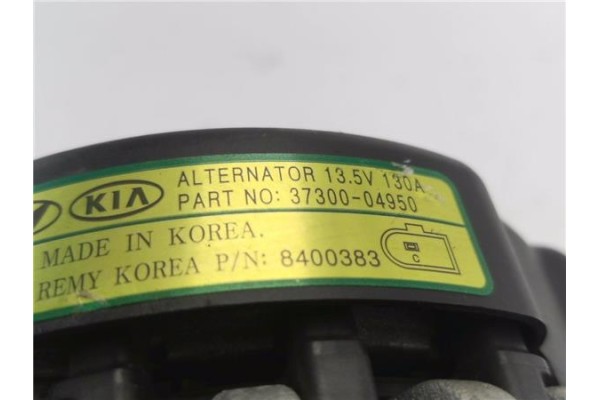 KIA
ALTERNATOR 13.5V 130A
PART NO: 37300-04950
MADE IN KOREA.
REMY KOREA P/N: 8400383
C